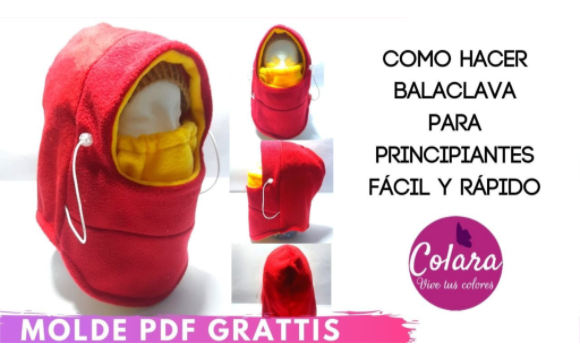 COMO HACER
BALACLAVA
PARA
PRINCIPIANTES
FÁCIL Y RÁPIDO
Colara
Vive tus colores
MOLDE PDF GRATTIS